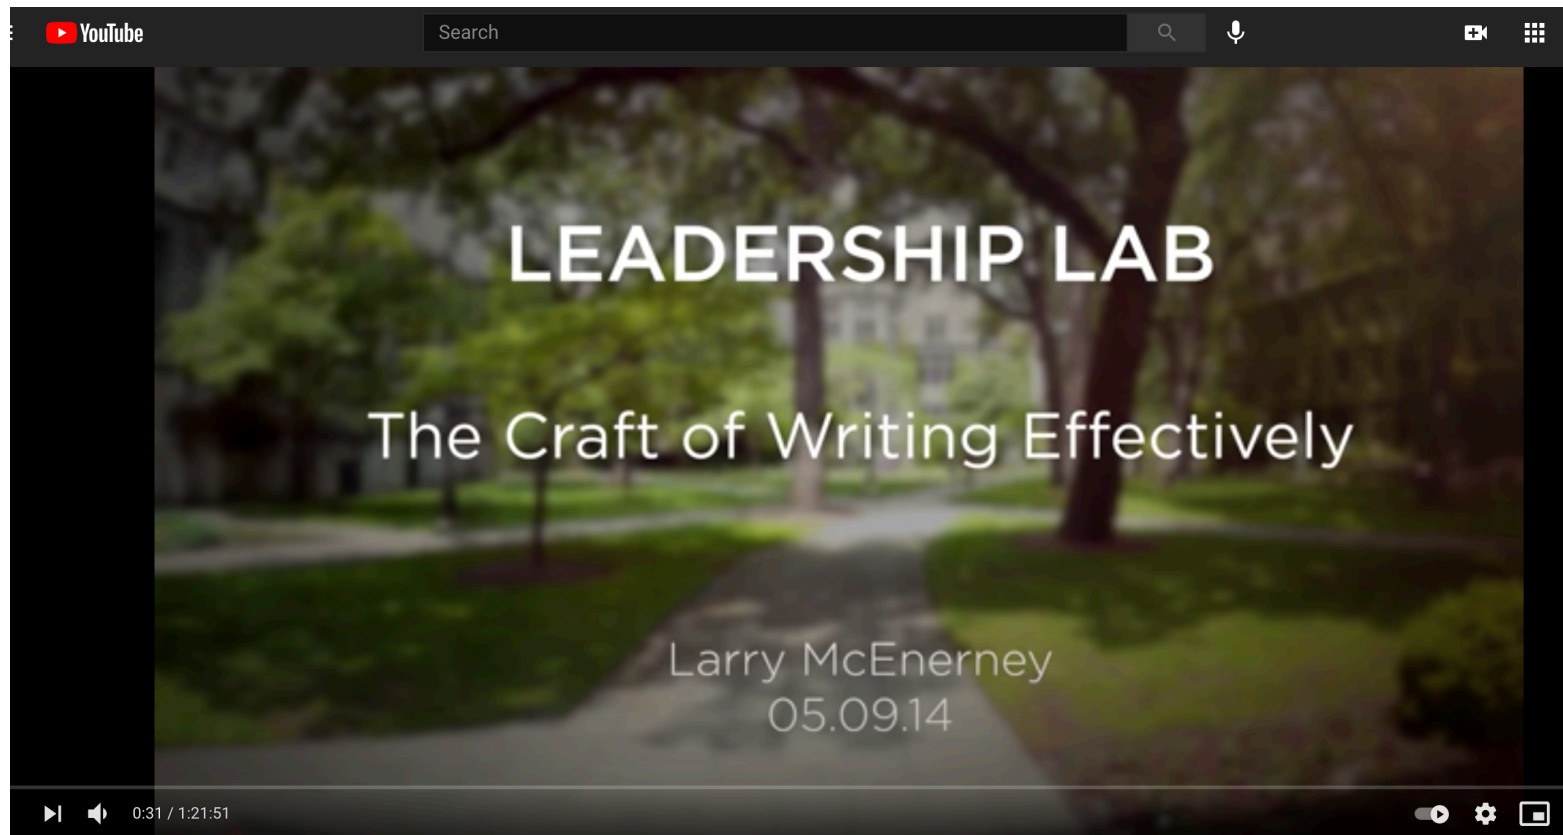 YouTube
Search
LEADERSHIP LAB
The Craft of Writing Effectively
Larry McEnerney
05.09.14
0:31 / 1:21:51